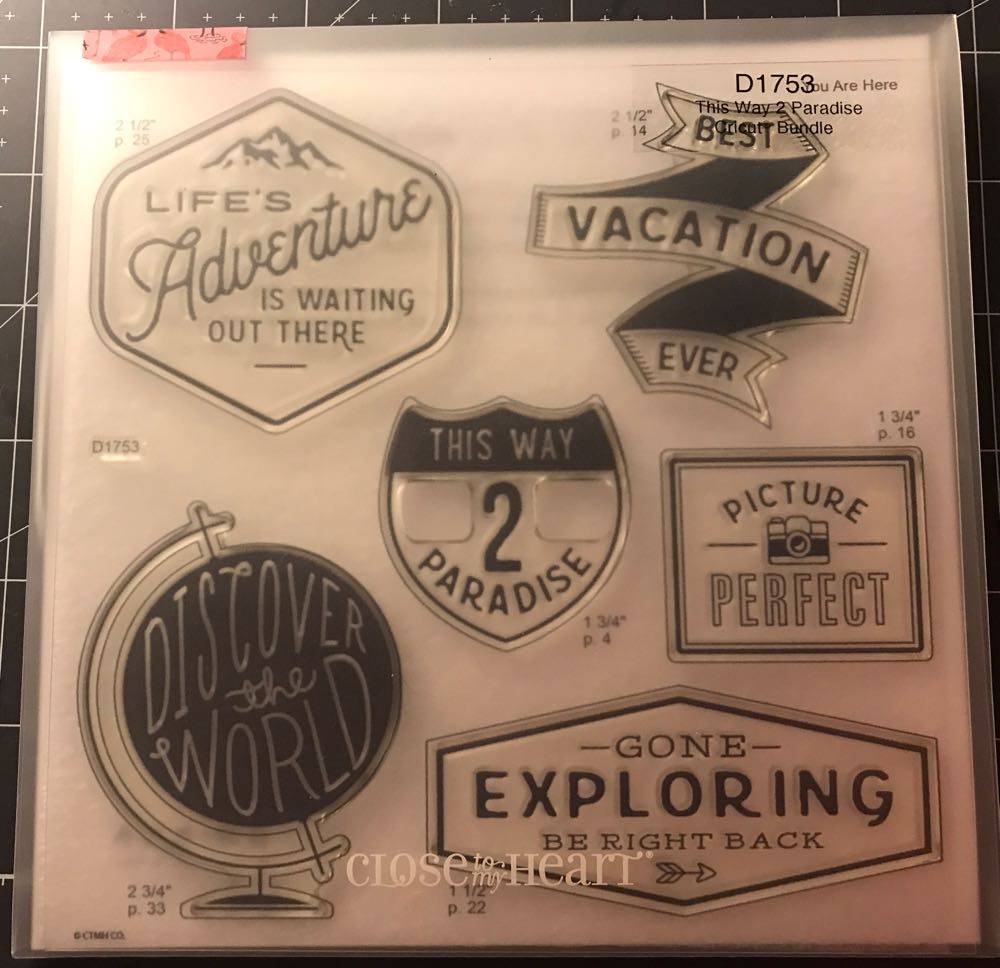 D1753
You Are Here
This Way 2 Paradise
Cricut® Bundle
2 1/2"
p. 25
LIFE'S
Adventure
IS WAITING
OUT THERE
2 1/2"
p. 14
BEST
VACATION
EVER
D1753
THIS WAY
2
PARADISE
1 3/4"
p. 4
1 3/4"
p. 16
PICTURE
PERFECT
DISCOVER
the
WORLD
2 3/4"
p. 33
GONE
EXPLORING
BE RIGHT BACK
1 1/2"
p. 22
CLOSE to my HEART®
© CTMH CO.